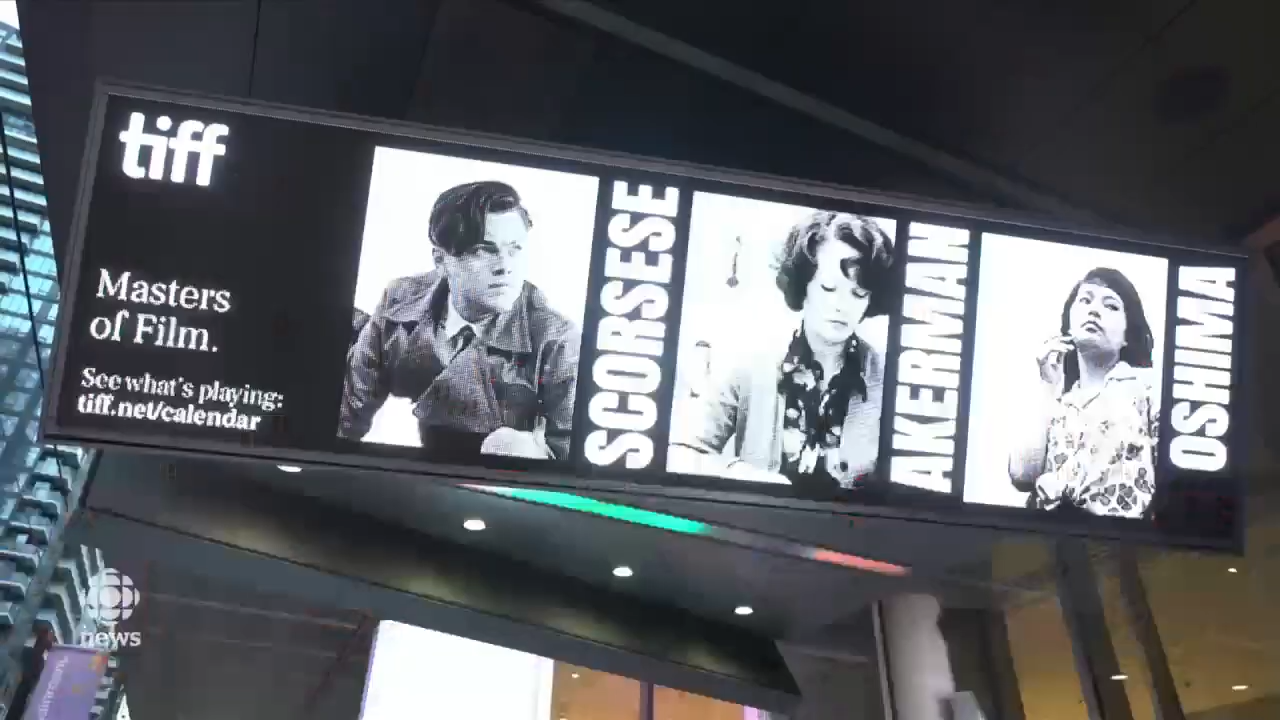 tiff
Masters
of Film.
See what's playing:
tiff.net/calendar
SCORSESE
AKERMAN
OSHIMA
news